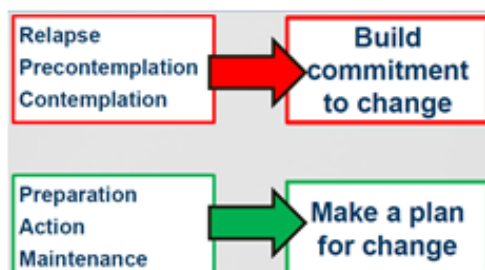 Relapse
Precontemplation
Contemplation
Build
commitment
to change
Preparation
Action
Maintenance
Make a plan
for change